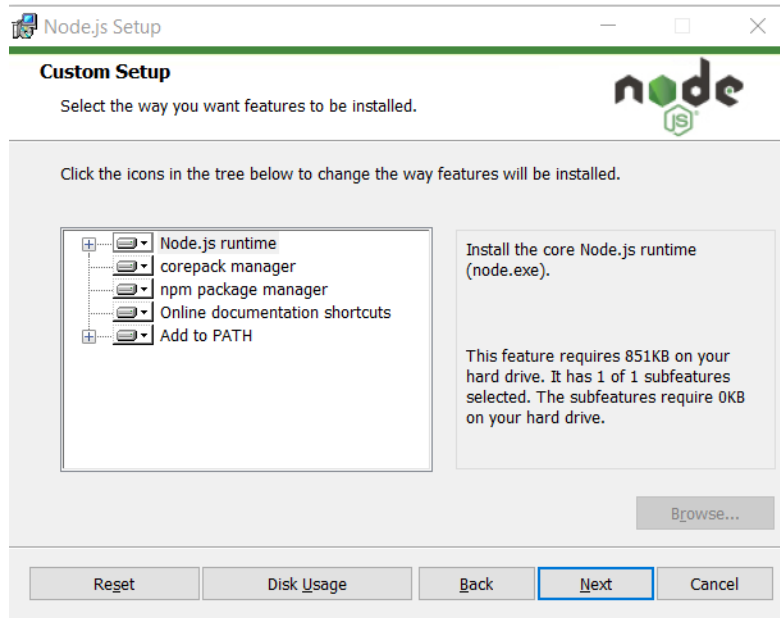 Node.js Setup
Custom Setup
Select the way you want features to be installed.
node
JS
Click the icons in the tree below to change the way features will be installed.
Node.js runtime
corepack manager
npm package manager
Online documentation shortcuts
Add to PATH
Install the core Node.js runtime
(node.exe).
This feature requires 851KB on your
hard drive. It has 1 of 1 subfeatures
selected. The subfeatures require 0KB
on your hard drive.
Browse...
Reset
Disk Usage
Back
Next
Cancel